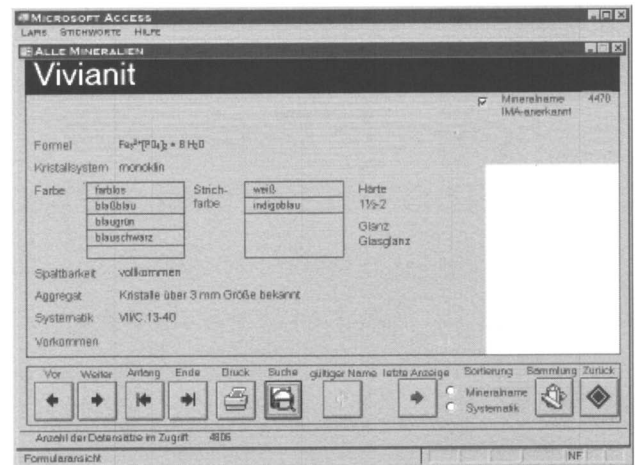 MICROSOFT ACCESS
LARS STICHWORTE HILFE
ALLE MINERALIEN
Vivianit
Mineralname 4470
IMA-anerkannt
Formel Fe₃²⁺[PO₄]₂ • 8 H₂O
Kristallsystem monoklin
Farbe farblos Strich- weiß Härte
blaßblau farbe indigoblau 1½-2
blaugrün Glanz
blauschwarz Glasglanz
Spaltbarkeit vollkommen
Aggregat Kristalle über 3 mm Größe bekannt
Systematik VII/C.13-40
Vorkommen
Vor Weiter Anfang Ende Druck Suche gültiger Name letzte Anzeige Sortierung Sammlung Zurück
Mineralname
Systematik
Anzahl der Datensätze im Zugriff 4806
Formularansicht NF